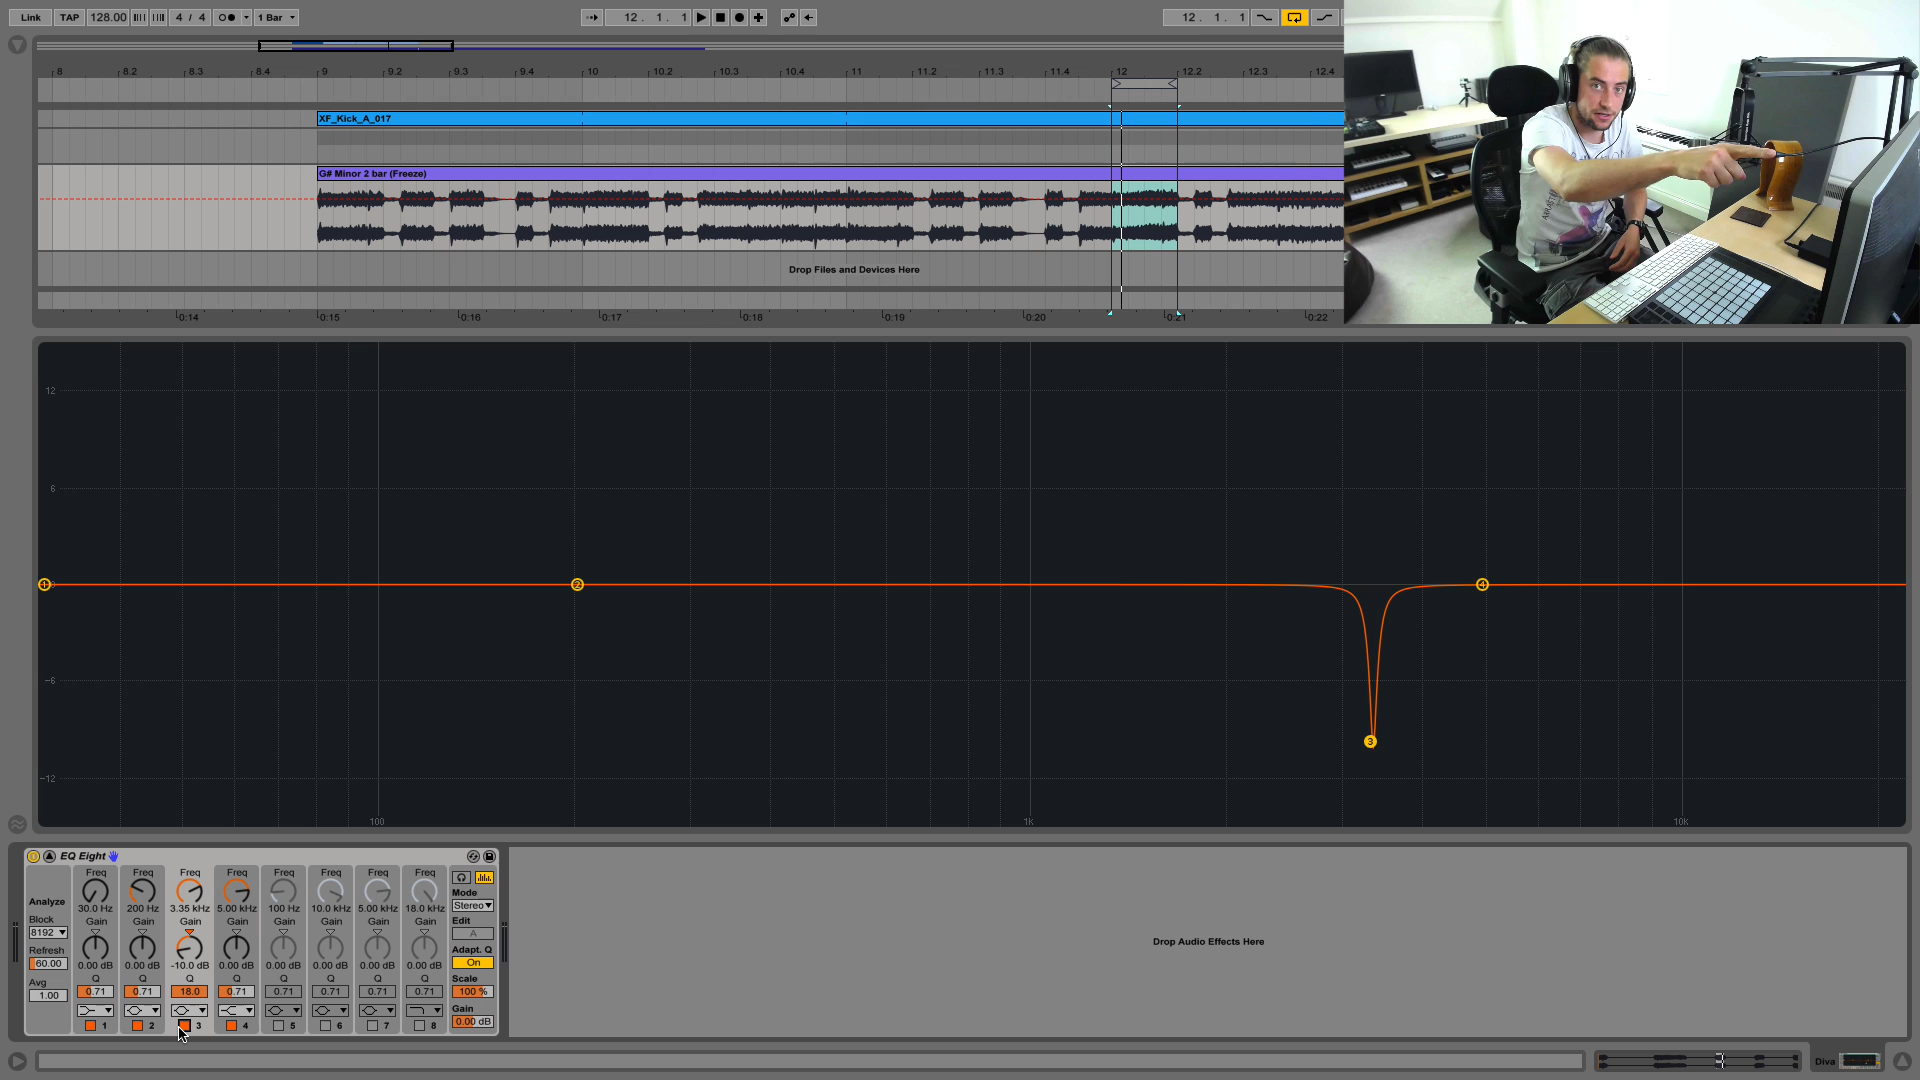 Link TAP 128.00 4 / 4 1 Bar 12. 1. 1 12. 1. 1
8 8.2 8.3 8.4 9 9.2 9.3 9.4 10 10.2 10.3 10.4 11 11.2 11.3 11.4 12 12.2 12.3 12.4
XF_Kick_A_017
G# Minor 2 bar (Freeze)
Drop Files and Devices Here
0:14 0:15 0:16 0:17 0:18 0:19 0:20 0:21 0:22
12
6
1 2 4
-6
3
-12
100 1k 10k
EQ Eight
Freq Freq Freq Freq Freq Freq Freq Freq
Mode
Analyze
30.0 Hz 200 Hz 3.35 kHz 5.00 kHz 100 Hz 10.0 kHz 5.00 kHz 18.0 kHz
Stereo
Block
Gain Gain Gain Gain Gain Gain Gain Gain
Edit
8192
A
Refresh
Adapt. Q
60.00
0.00 dB 0.00 dB -10.0 dB 0.00 dB 0.00 dB 0.00 dB 0.00 dB 0.00 dB
On
Q Q Q Q Q Q Q Q
Scale
Avg
0.71 0.71 18.0 0.71 0.71 0.71 0.71 0.71
100 %
1.00
Gain
1 2 3 4 5 6 7 8
0.00 dB
Drop Audio Effects Here
Diva